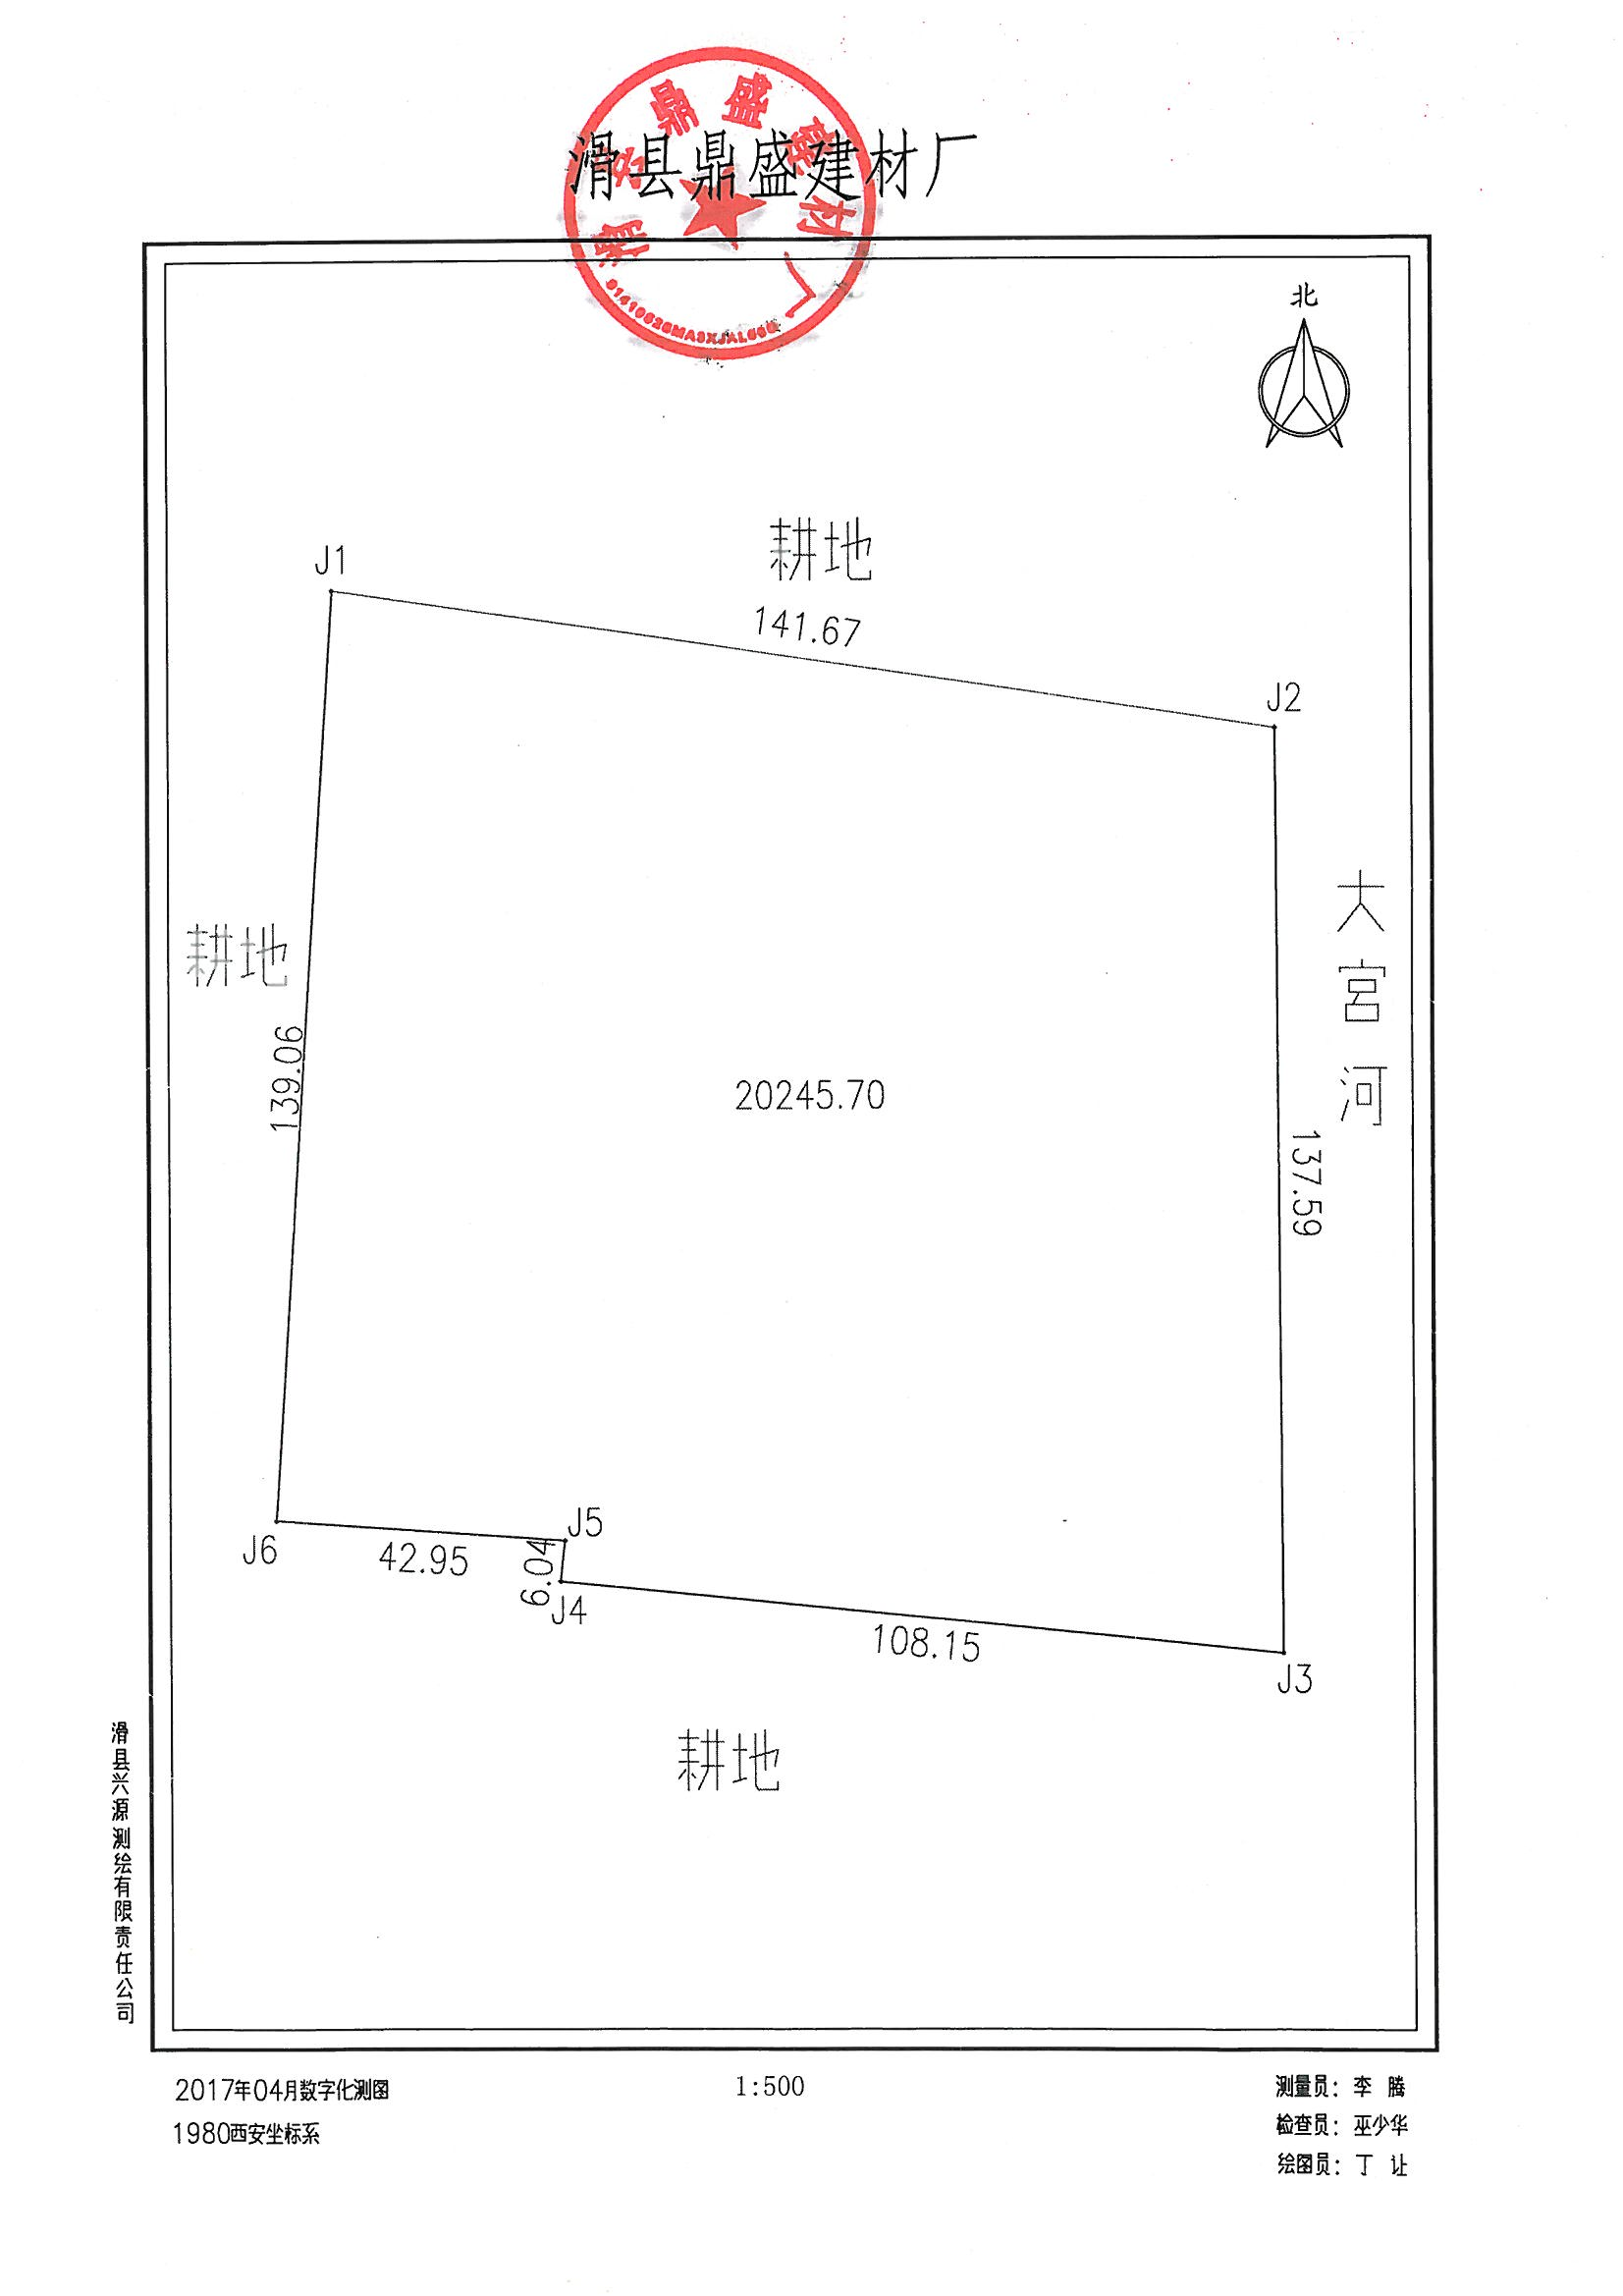 滑县鼎盛建材厂
北
耕地
J1
141.67
J2
大
宫
河
耕地
139.06
20245.70
137.59
J5
J6
42.95
6.04
J4
108.15
J3
耕地
滑县兴源测绘有限责任公司
2017年04月数字化测图
1:500
测量员：李 腾
1980西安坐标系
检查员：巫少华
绘图员：丁 让